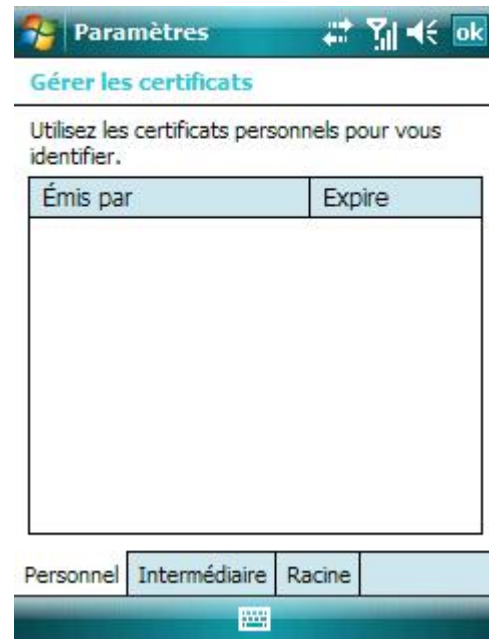 Paramètres
ok
Gérer les certificats
Utilisez les certificats personnels pour vous
identifier.
Émis par Expire
Personnel Intermédiaire Racine